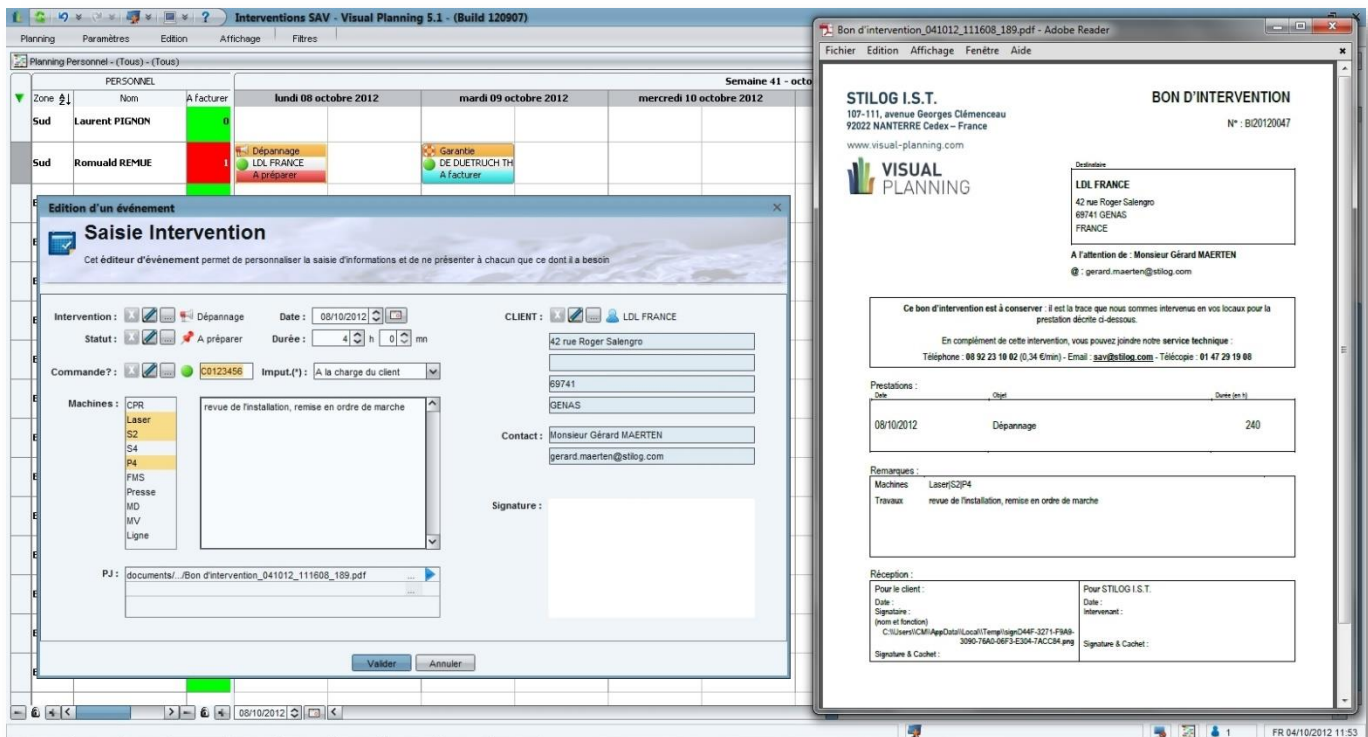 Interventions SAV - Visual Planning 5.1 - (Build 120907)
Planning Paramètres Edition Affichage Filtres
Planning Personnel - (Tous) - (Tous)
PERSONNEL
Semaine 41 - octo
Zone Nom A facturer lundi 08 octobre 2012 mardi 09 octobre 2012 mercredi 10 octobre 2012
Sud Laurent PIGNON 0
Sud Romuald REMUE 1
Dépannage
LDL FRANCE
A préparer
Garantie
DE DUETRUCH TH
A facturer
Edition d'un événement
Saisie Intervention
Cet éditeur d'événement permet de personnaliser la saisie d'informations et de ne présenter à chacun que ce dont il a besoin
Intervention : Dépannage Date : 08/10/2012
Statut : A préparer Durée : 4 h 0 mn
Commande? : C0123456 Imput.(*) : A la charge du client
Machines :
CPR
Laser
S2
S4
P4
FMS
Presse
MD
MV
Ligne
revue de l'installation, remise en ordre de marche
PJ : documents/.../Bon d'intervention_041012_111608_189.pdf ...
...
CLIENT : LDL FRANCE
42 rue Roger Salengro
69741
GENAS
Contact : Monsieur Gérard MAERTEN
gerard.maerten@stilog.com
Signature :
Valider Annuler
08/10/2012
1 FR 04/10/2012 11:53
Bon d'intervention_041012_111608_189.pdf - Adobe Reader
Fichier Edition Affichage Fenêtre Aide
STILOG I.S.T.
107-111, avenue Georges Clémenceau
92022 NANTERRE Cedex – France
www.visual-planning.com
VISUAL
PLANNING
BON D'INTERVENTION
N° : BI20120047
Destinataire
LDL FRANCE
42 rue Roger Salengro
69741 GENAS
FRANCE
A l'attention de : Monsieur Gérard MAERTEN
@ : gerard.maerten@stilog.com
Ce bon d'intervention est à conserver : il est la trace que nous sommes intervenus en vos locaux pour la
prestation décrite ci-dessous.
En complément de cette intervention, vous pouvez joindre notre service technique :
Téléphone : 08 92 23 10 02 (0,34 €/min) - Email : sav@stilog.com - Télécopie : 01 47 29 19 08
Prestations :
Date Objet Durée (en h)
08/10/2012 Dépannage 240
Remarques :
Machines Laser|S2|P4
Travaux revue de l'installation, remise en ordre de marche
Réception :
Pour le client :
Date :
Signataire :
(nom et fonction)
C:\\Users\\CM\\AppData\\Local\\Temp\\signD44F-3271-F9A9-
3090-76A0-06F3-E304-7ACC84.png
Signature & Cachet :
Pour STILOG I.S.T.
Date :
Intervenant :
Signature & Cachet :